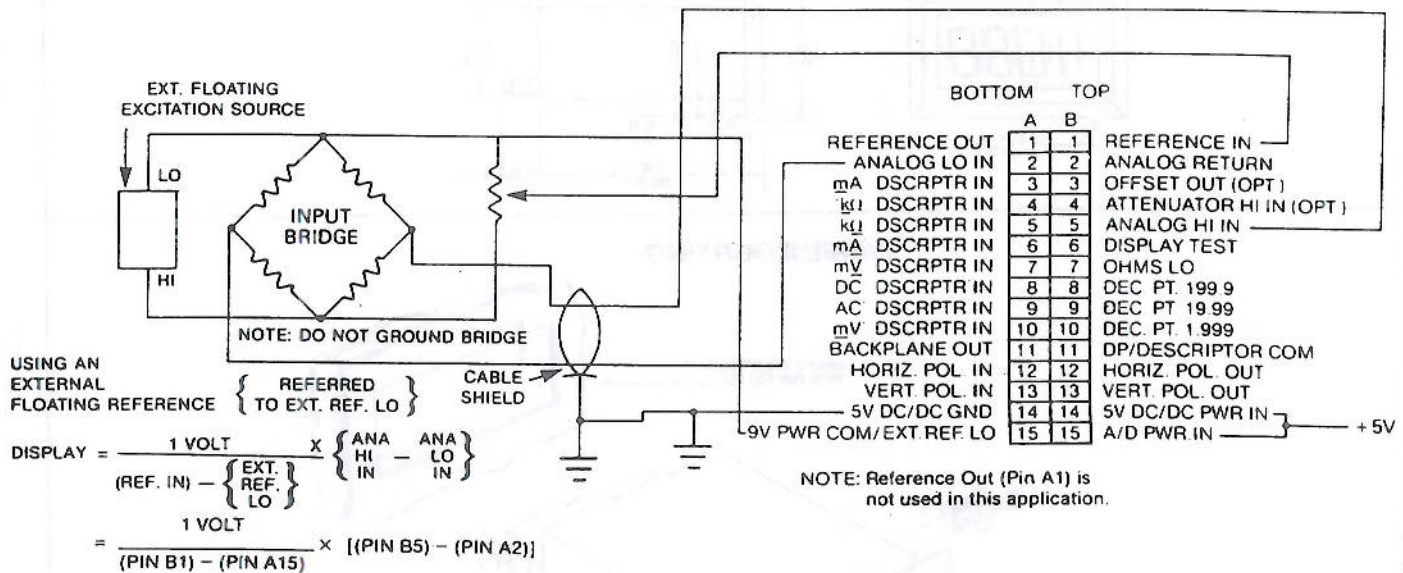 EXT. FLOATING
EXCITATION SOURCE
LO
HI
INPUT
BRIDGE
NOTE: DO NOT GROUND BRIDGE
CABLE
SHIELD
BOTTOM TOP
A B
REFERENCE OUT 1 1 REFERENCE IN
ANALOG LO IN 2 2 ANALOG RETURN
mA DSCRPTR IN 3 3 OFFSET OUT (OPT)
kΩ DSCRPTR IN 4 4 ATTENUATOR HI IN (OPT)
kΩ DSCRPTR IN 5 5 ANALOG HI IN
mA DSCRPTR IN 6 6 DISPLAY TEST
mV DSCRPTR IN 7 7 OHMS LO
DC DSCRPTR IN 8 8 DEC. PT. 199.9
AC DSCRPTR IN 9 9 DEC. PT 19.99
mV DSCRPTR IN 10 10 DEC. PT. 1.999
BACKPLANE OUT 11 11 DP/DESCRIPTOR COM
HORIZ. POL. IN 12 12 HORIZ. POL. OUT
VERT. POL. IN 13 13 VERT. POL. OUT
5V DC/DC GND 14 14 5V DC/DC PWR IN
9V PWR COM/EXT. REF. LO 15 15 A/D PWR. IN
+ 5V
NOTE: Reference Out (Pin A1) is
not used in this application.
USING AN
EXTERNAL
FLOATING REFERENCE { REFERRED
TO EXT. REF. LO }
DISPLAY = 1 VOLT / (REF. IN) – { EXT. REF. LO } X { ANA HI IN – ANA LO IN }
= 1 VOLT / (PIN B1) – (PIN A15) X [(PIN B5) – (PIN A2)]